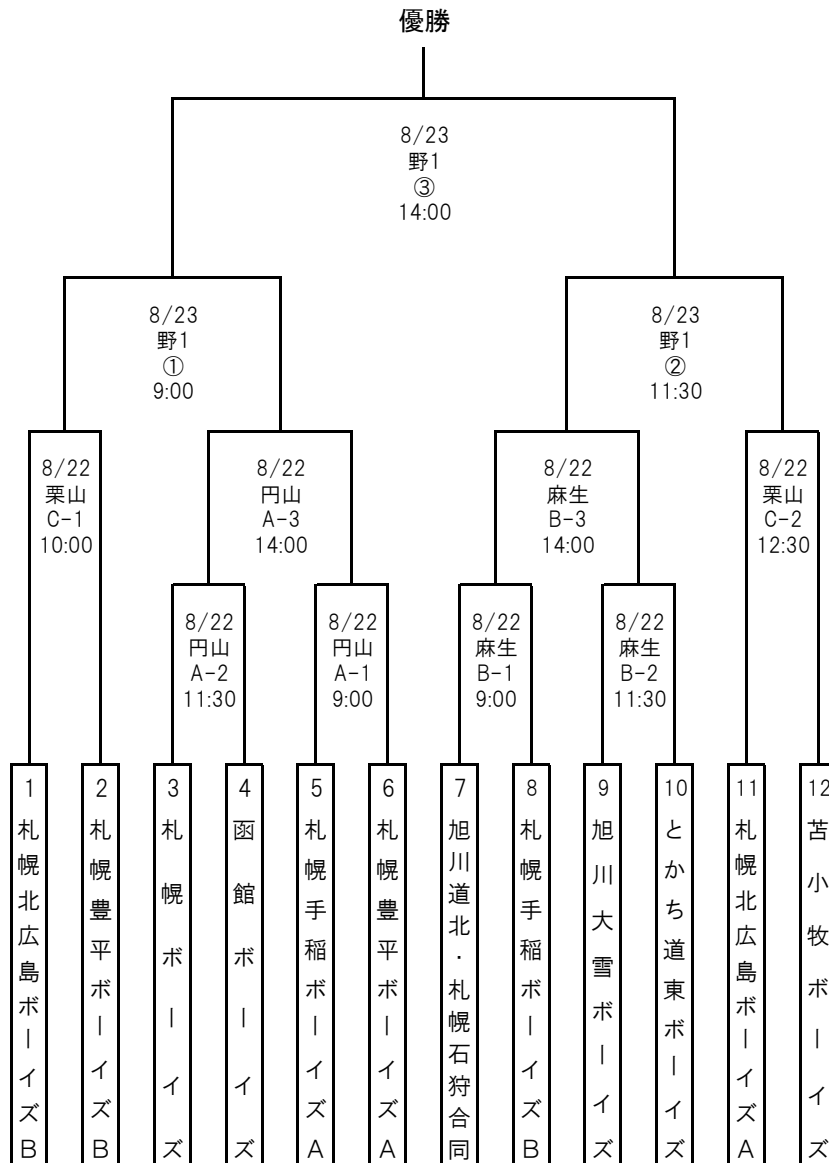 優勝
8/23
野1
③
14:00
8/23
野1
①
9:00
8/23
野1
②
11:30
8/22
栗山
C-1
10:00
8/22
円山
A-3
14:00
8/22
麻生
B-3
14:00
8/22
栗山
C-2
12:30
8/22
円山
A-2
11:30
8/22
円山
A-1
9:00
8/22
麻生
B-1
9:00
8/22
麻生
B-2
11:30
1 札幌北広島ボーイズB
2 札幌豊平ボーイズB
3 札幌ボーイズ
4 函館ボーイズ
5 札幌手稲ボーイズA
6 札幌豊平ボーイズA
7 旭川道北・札幌石狩合同
8 札幌手稲ボーイズB
9 旭川大雪ボーイズ
10 とかち道東ボーイズ
11 札幌北広島ボーイズA
12 苫小牧ボーイズ